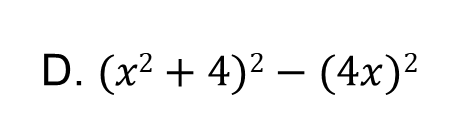 D. (x² + 4)² − (4x)²